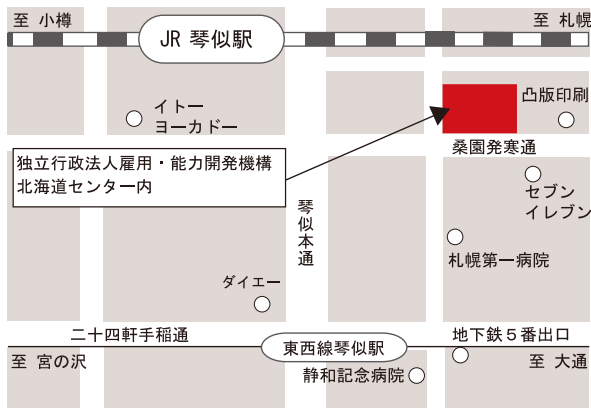 至 小樽
JR 琴似駅
至 札幌
イトー
ヨーカドー
凸版印刷
桑園発寒通
独立行政法人雇用・能力開発機構
北海道センター内
琴似本通
セブン
イレブン
札幌第一病院
ダイエー
二十四軒手稲通
東西線琴似駅
地下鉄５番出口
至 宮の沢
静和記念病院
至 大通